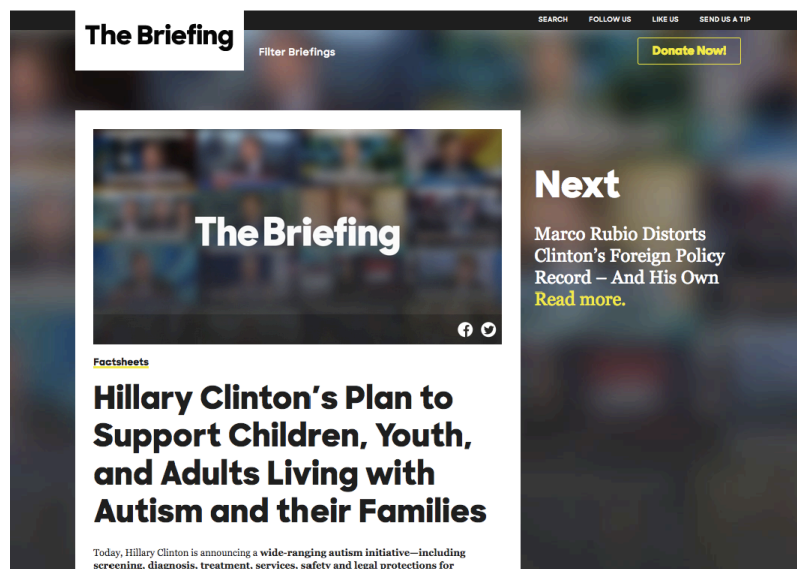 SEARCH FOLLOW US LIKE US SEND US A TIP
The Briefing
Filter Briefings
Donate Now!
The Briefing
Next
Marco Rubio Distorts
Clinton’s Foreign Policy
Record – And His Own
Read more.
Factsheets
Hillary Clinton’s Plan to
Support Children, Youth,
and Adults Living with
Autism and their Families
Today, Hillary Clinton is announcing a wide-ranging autism initiative—including
screening, diagnosis, treatment, services, safety and legal protections for